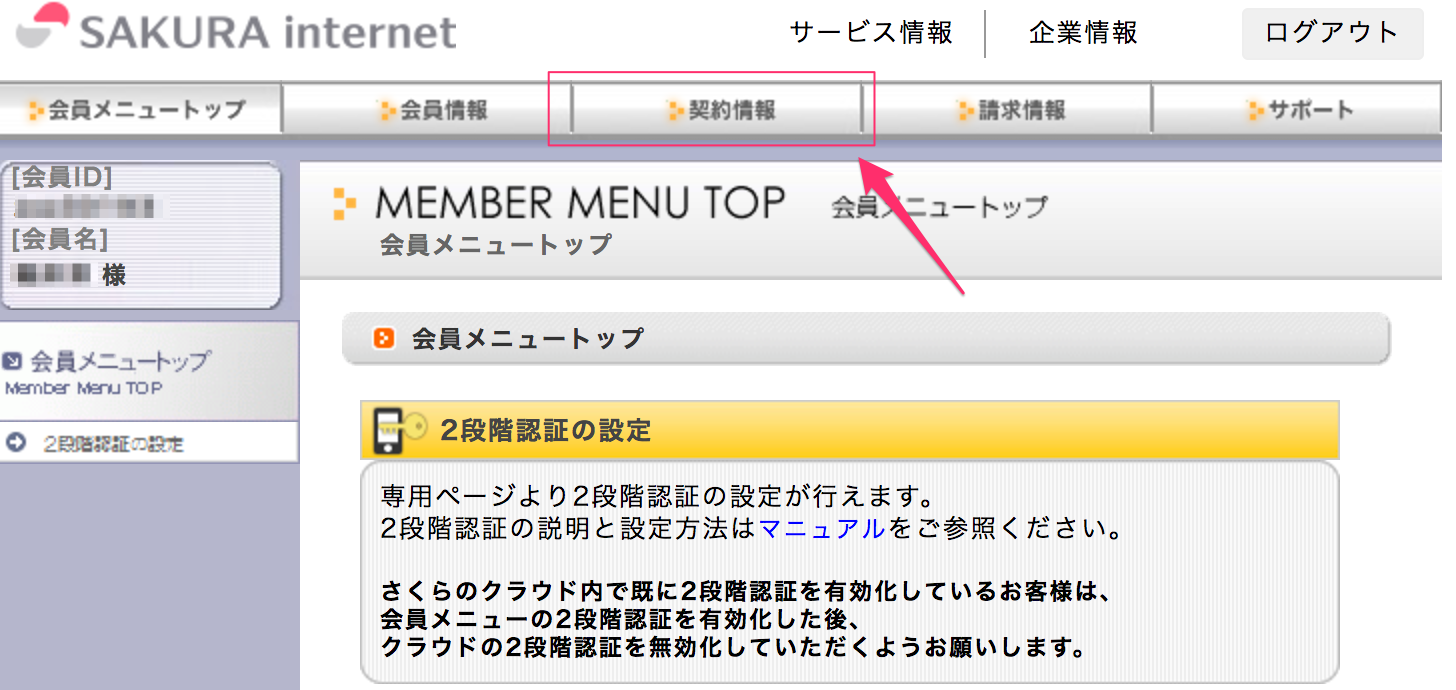 SAKURA internet
サービス情報
企業情報
ログアウト
会員メニュートップ
会員情報
契約情報
請求情報
サポート
[会員ID]
[会員名]
様
会員メニュートップ
Member Menu TOP
2段階認証の設定
MEMBER MENU TOP 会員メニュートップ
会員メニュートップ
会員メニュートップ
2段階認証の設定
専用ページより2段階認証の設定が行えます。
2段階認証の説明と設定方法はマニュアルをご参照ください。
さくらのクラウド内で既に2段階認証を有効化しているお客様は、
会員メニューの2段階認証を有効化した後、
クラウドの2段階認証を無効化していただくようお願いします。